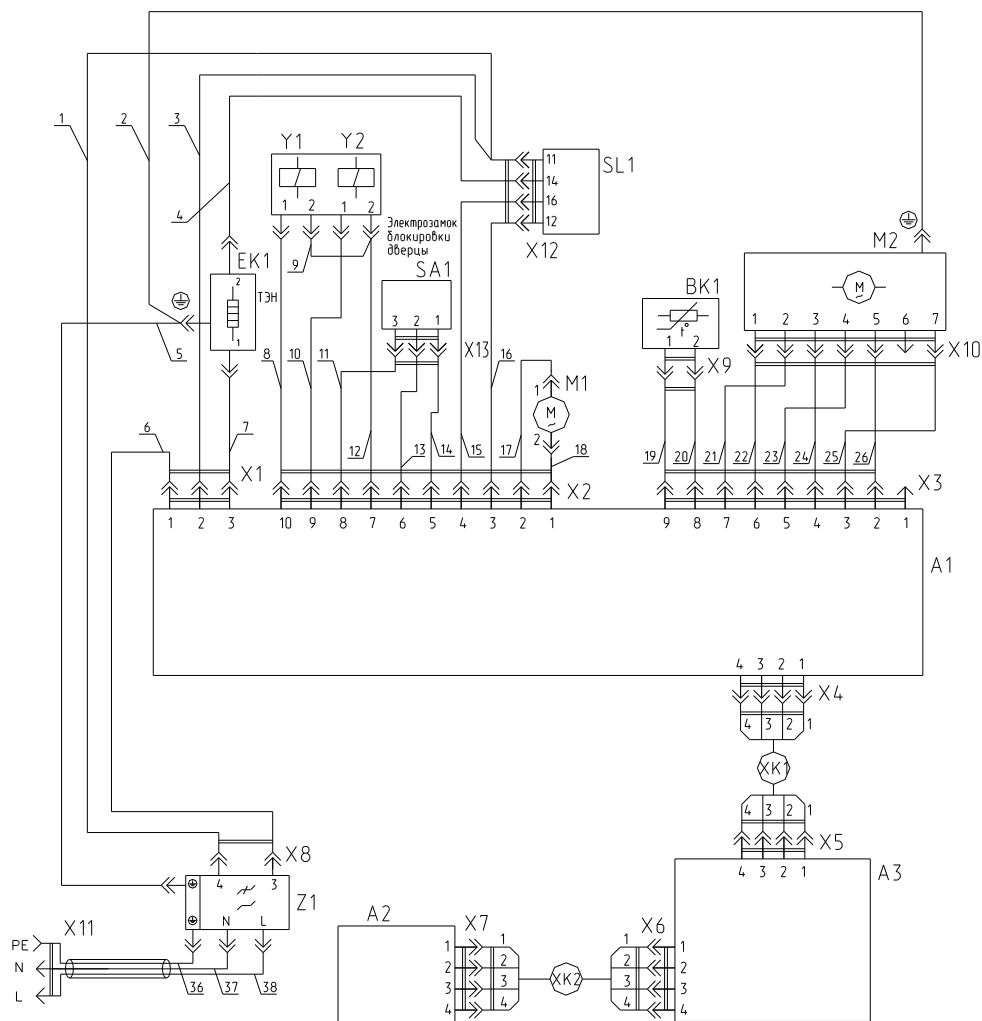 1 2 3
Y1 Y2
11
14
16
12
SL1
X12
4
1 2 1 2
Электрозамок
блокировки
дверцы
9
M2
EK1
2
ТЭН
1
SA1
3 2 1
X13
BK1
t°
1 2
X9
M
~
1 2 3 4 5 6 7
X10
5
8 10 11 16
1 M1
M
~
2
6 7
12 13 14 15 17 18
19 20 21 22 23 24 25 26
X1 X2 X3
1 2 3
10 9 8 7 6 5 4 3 2 1
9 8 7 6 5 4 3 2 1
A1
4 3 2 1
X4
4 3 2 1
XK1
4 3 2 1
X5
4 3 2 1
A3
X8
4 3
Z1
N L
X11
PE
N
L
36 37 38
A2
X7
1 1
2 2
3 3
4 4
XK2
X6
1 1
2 2
3 3
4 4